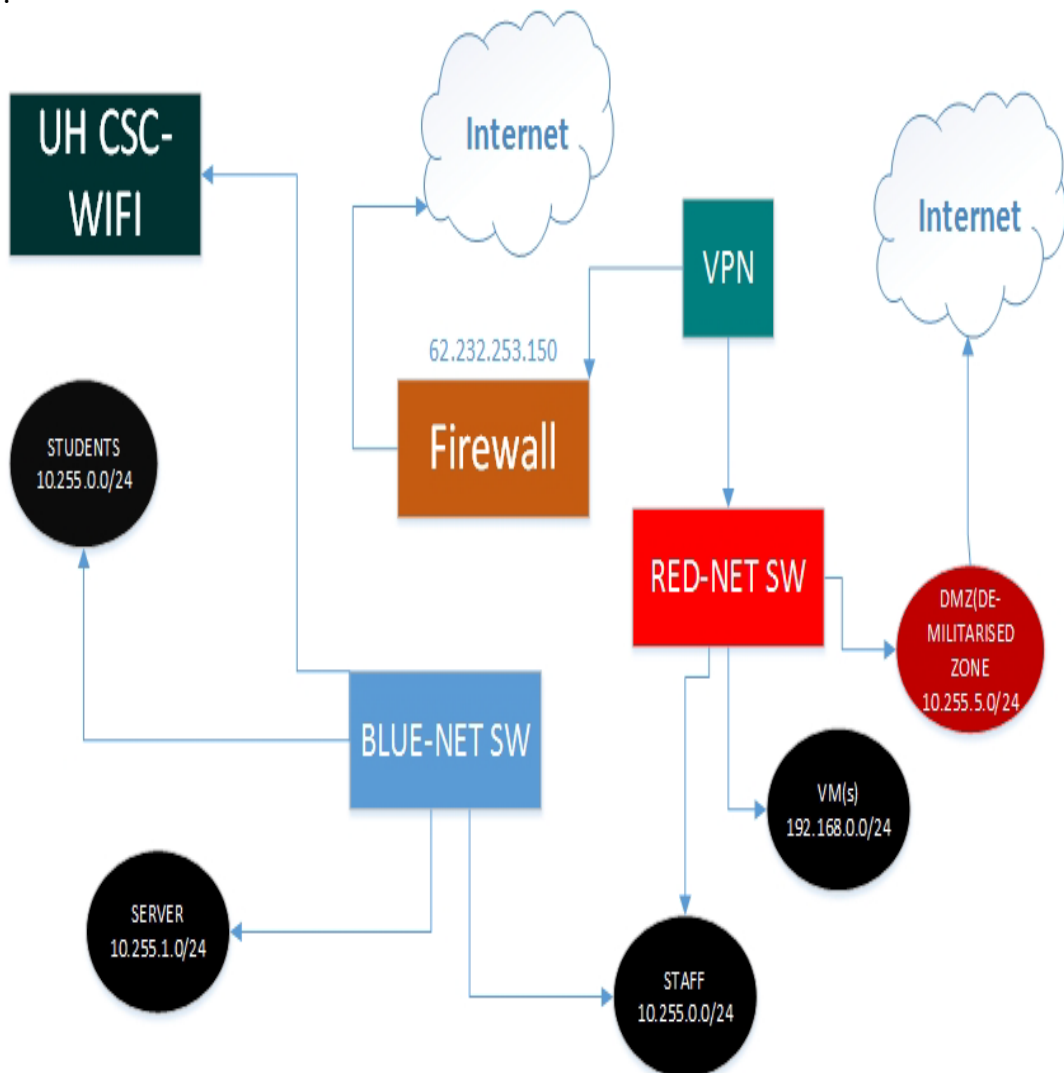 Internet
UH CSC-
WIFI
Internet
VPN
62.232.253.150
Firewall
STUDENTS
10.255.0.0/24
RED-NET SW
DMZ(DE-
MILITARISED
ZONE
10.255.5.0/24
BLUE-NET SW
VM(s)
192.168.0.0/24
SERVER
10.255.1.0/24
STAFF
10.255.0.0/24